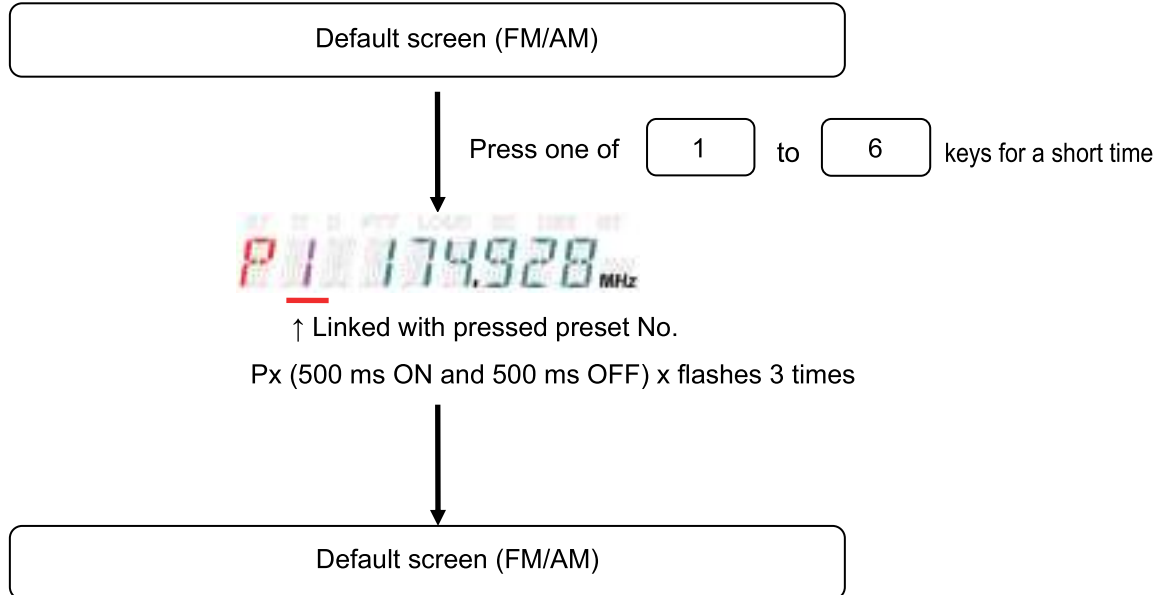 Default screen (FM/AM)
Press one of 1 to 6 keys for a short time
P1 174.928 MHz
↑ Linked with pressed preset No.
Px (500 ms ON and 500 ms OFF) x flashes 3 times
Default screen (FM/AM)